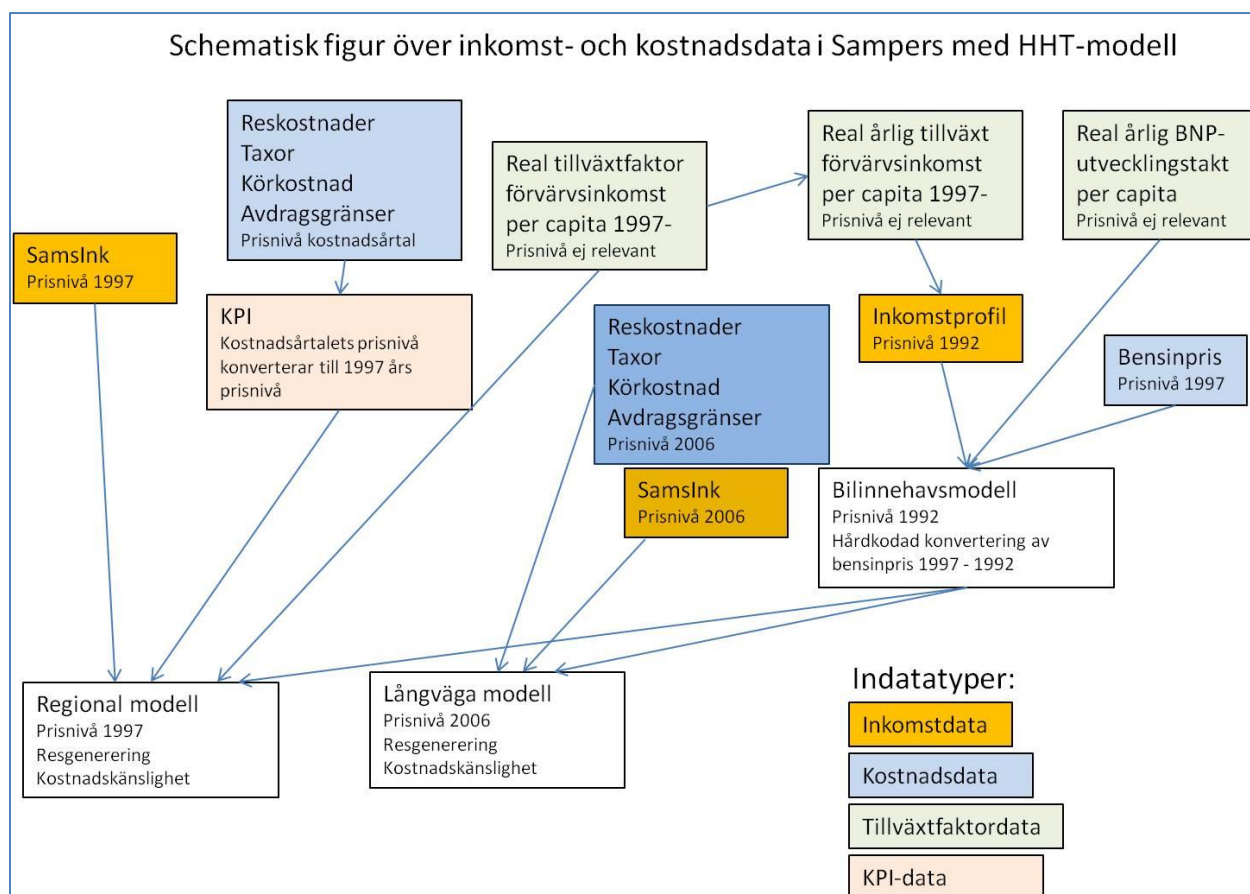 Schematisk figur över inkomst- och kostnadsdata i Sampers med HHT-modell
Reskostnader
Taxor
Körkostnad
Avdragsgränser
Prisnivå kostnadsårtal
Real tillväxtfaktor
förvärvsinkomst
per capita 1997-
Prisnivå ej relevant
Real årlig tillväxt
förvärvsinkomst
per capita 1997-
Prisnivå ej relevant
Real årlig BNP-
utvecklingstakt
per capita
Prisnivå ej relevant
SamsInk
Prisnivå 1997
KPI
Kostnadsårtalets prisnivå
konverterar till 1997 års
prisnivå
Reskostnader
Taxor
Körkostnad
Avdragsgränser
Prisnivå 2006
Inkomstprofil
Prisnivå 1992
Bensinpris
Prisnivå 1997
SamsInk
Prisnivå 2006
Bilinnehavsmodell
Prisnivå 1992
Hårdkodad konvertering av
bensinpris 1997 - 1992
Regional modell
Prisnivå 1997
Resgenerering
Kostnadskänslighet
Långväga modell
Prisnivå 2006
Resgenerering
Kostnadskänslighet
Indatatyper:
Inkomstdata
Kostnadsdata
Tillväxtfaktordata
KPI-data